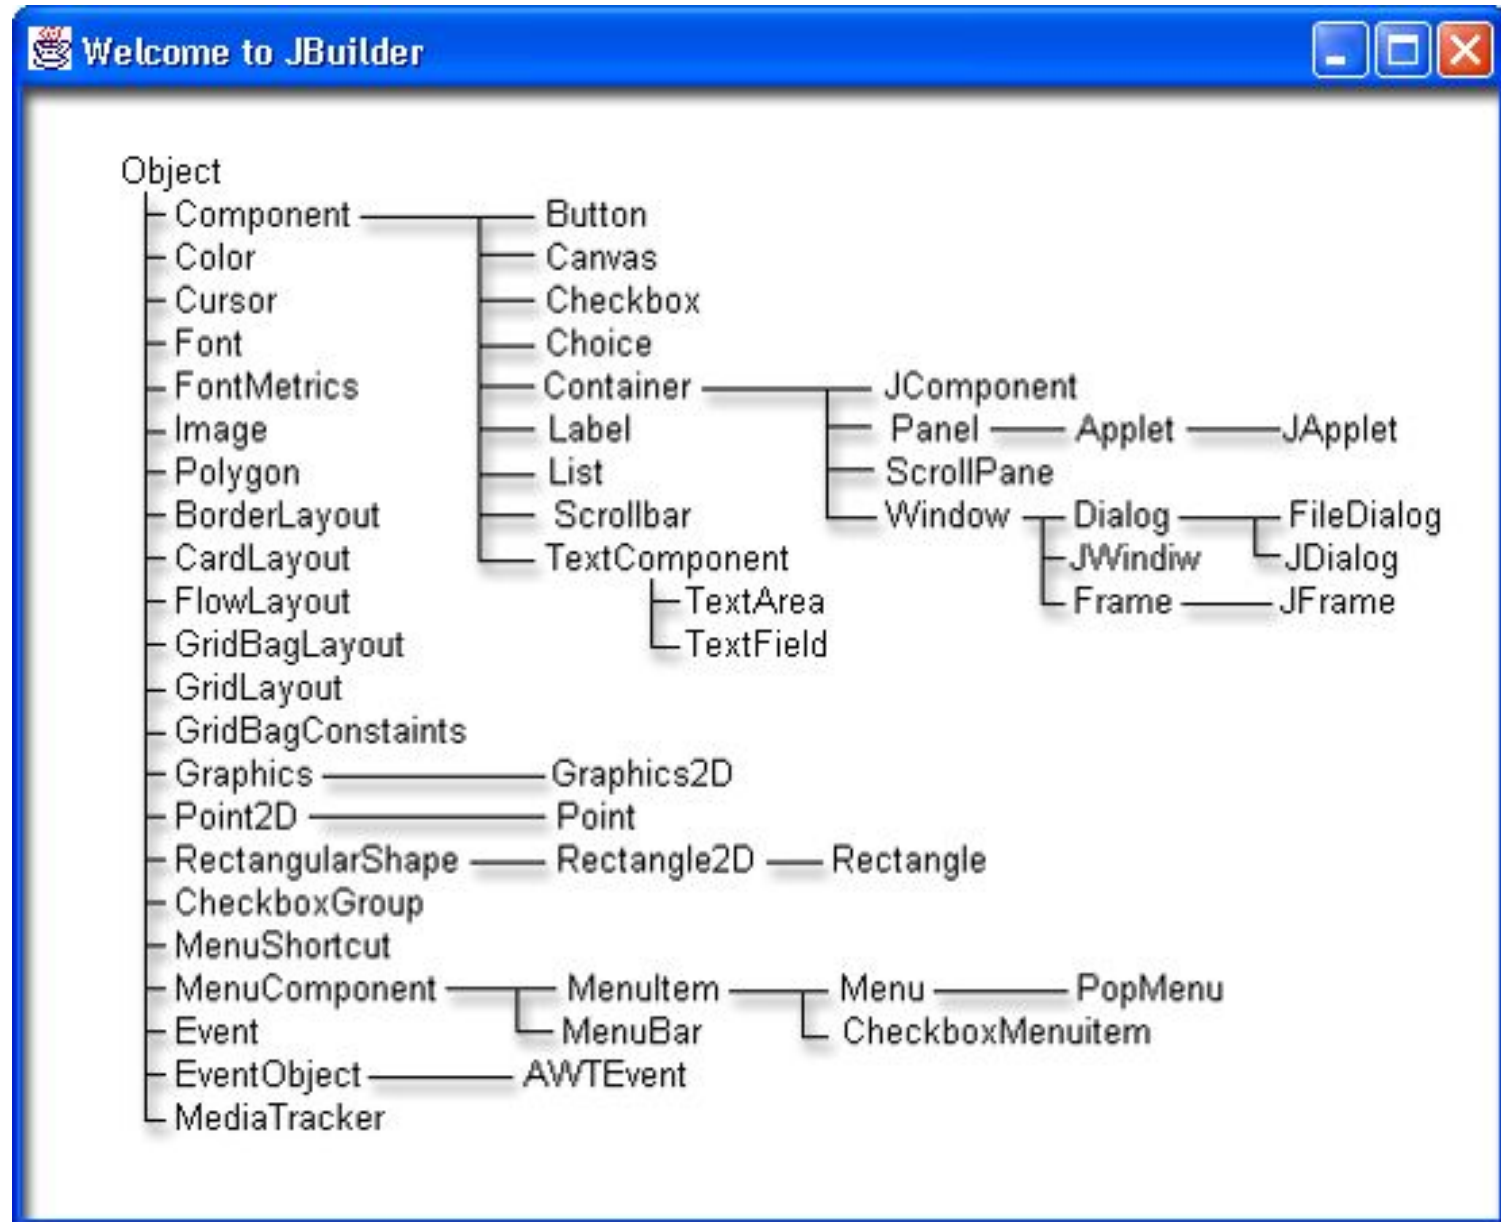 Welcome to JBuilder
Object
Component Button
Color Canvas
Cursor Checkbox
Font Choice
FontMetrics Container JComponent
Image Label Panel Applet JApplet
Polygon List ScrollPane
BorderLayout Scrollbar Window Dialog FileDialog
CardLayout TextComponent JWindiw JDialog
FlowLayout TextArea Frame JFrame
GridBagLayout TextField
GridLayout
GridBagConstaints
Graphics Graphics2D
Point2D Point
RectangularShape Rectangle2D Rectangle
CheckboxGroup
MenuShortcut
MenuComponent MenuItem Menu PopMenu
Event MenuBar CheckboxMenuitem
EventObject AWTEvent
MediaTracker